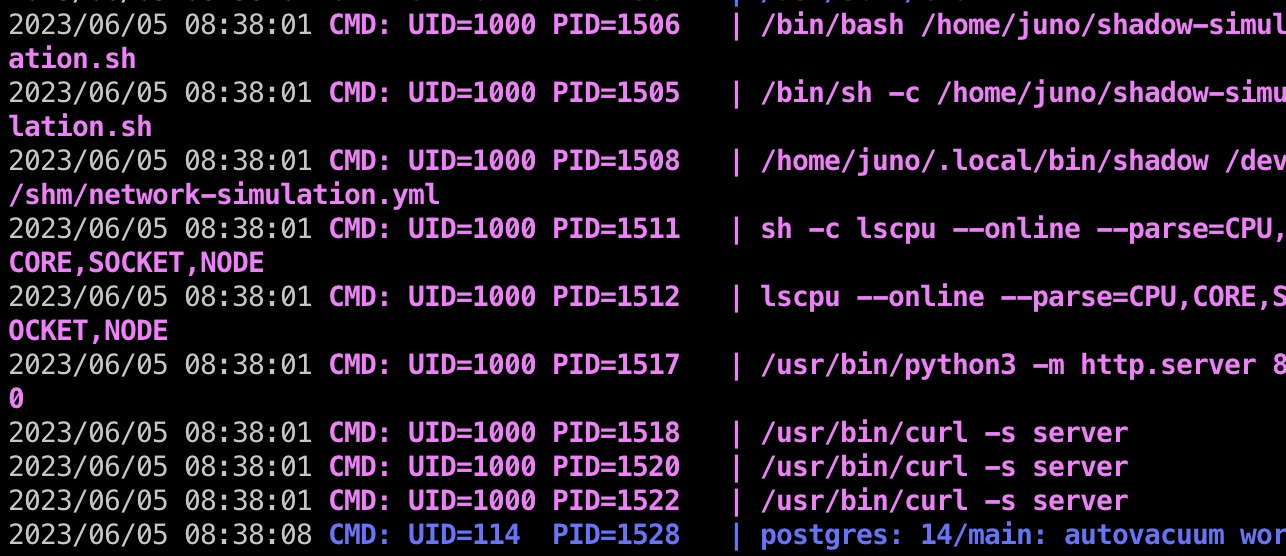 2023/06/05 08:38:01 CMD: UID=1000 PID=1506   | /bin/bash /home/juno/shadow-simul
ation.sh
2023/06/05 08:38:01 CMD: UID=1000 PID=1505   | /bin/sh -c /home/juno/shadow-simu
lation.sh
2023/06/05 08:38:01 CMD: UID=1000 PID=1508   | /home/juno/.local/bin/shadow /dev
/shm/network-simulation.yml
2023/06/05 08:38:01 CMD: UID=1000 PID=1511   | sh -c lscpu --online --parse=CPU,
CORE,SOCKET,NODE
2023/06/05 08:38:01 CMD: UID=1000 PID=1512   | lscpu --online --parse=CPU,CORE,S
OCKET,NODE
2023/06/05 08:38:01 CMD: UID=1000 PID=1517   | /usr/bin/python3 -m http.server 8
0
2023/06/05 08:38:01 CMD: UID=1000 PID=1518   | /usr/bin/curl -s server
2023/06/05 08:38:01 CMD: UID=1000 PID=1520   | /usr/bin/curl -s server
2023/06/05 08:38:01 CMD: UID=1000 PID=1522   | /usr/bin/curl -s server
2023/06/05 08:38:08 CMD: UID=114  PID=1528   | postgres: 14/main: autovacuum wor